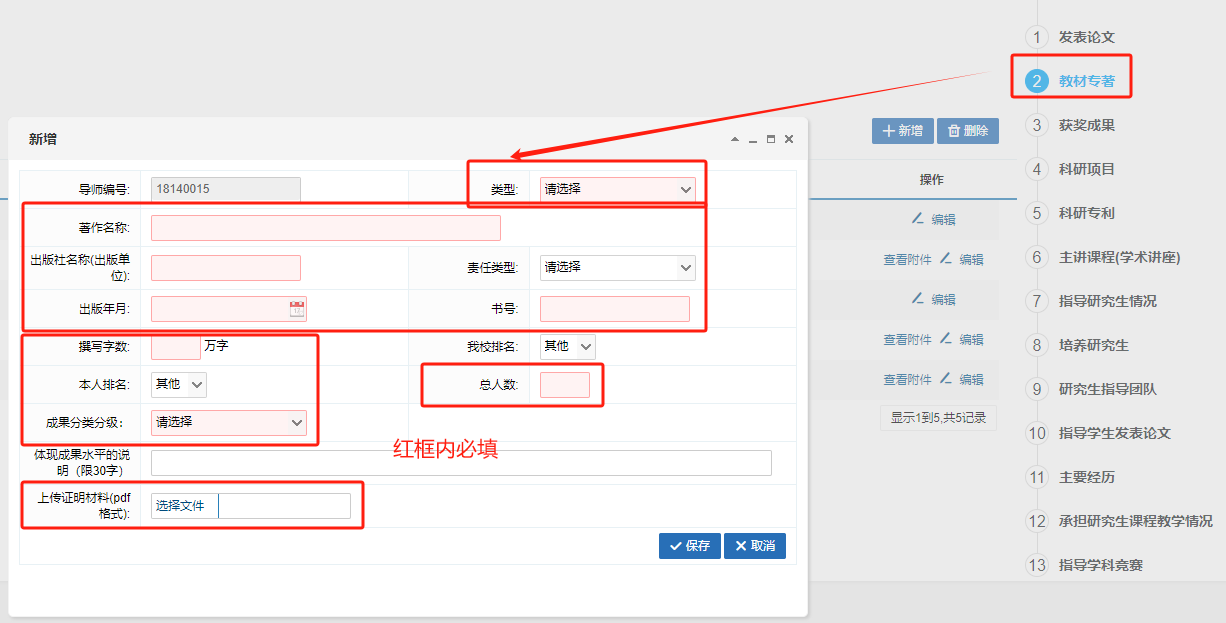 1 发表论文
2 教材专著
3 获奖成果
4 科研项目
5 科研专利
6 主讲课程(学术讲座)
7 指导研究生情况
8 培养研究生
9 研究生指导团队
10 指导学生发表论文
11 主要经历
12 承担研究生课程教学情况
13 指导学科竞赛
新增 删除
操作
编辑
查看附件 编辑
编辑
查看附件 编辑
查看附件 编辑
显示1到5,共5记录
新增
导师编号: 18140015 类型: 请选择
著作名称:
出版社名称(出版单
位):
责任类型: 请选择
出版年月: 书号:
撰写字数: 万字 我校排名: 其他
本人排名: 其他 总人数:
成果分类分级: 请选择
红框内必填
体现成果水平的说
明（限30字）
上传证明材料(pdf
格式):
选择文件
保存 取消